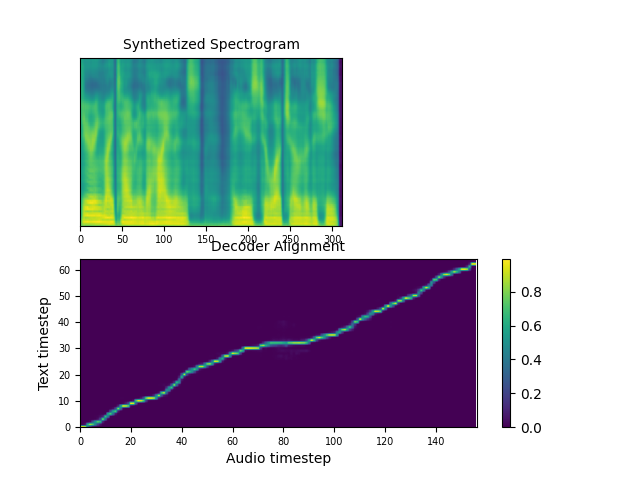 Synthetized Spectrogram
0 50 100 150 200 250 300
Decoder Alignment
Text timestep
60
50
40
30
20
10
0
0 20 40 60 80 100 120 140
Audio timestep
0.8
0.6
0.4
0.2
0.0